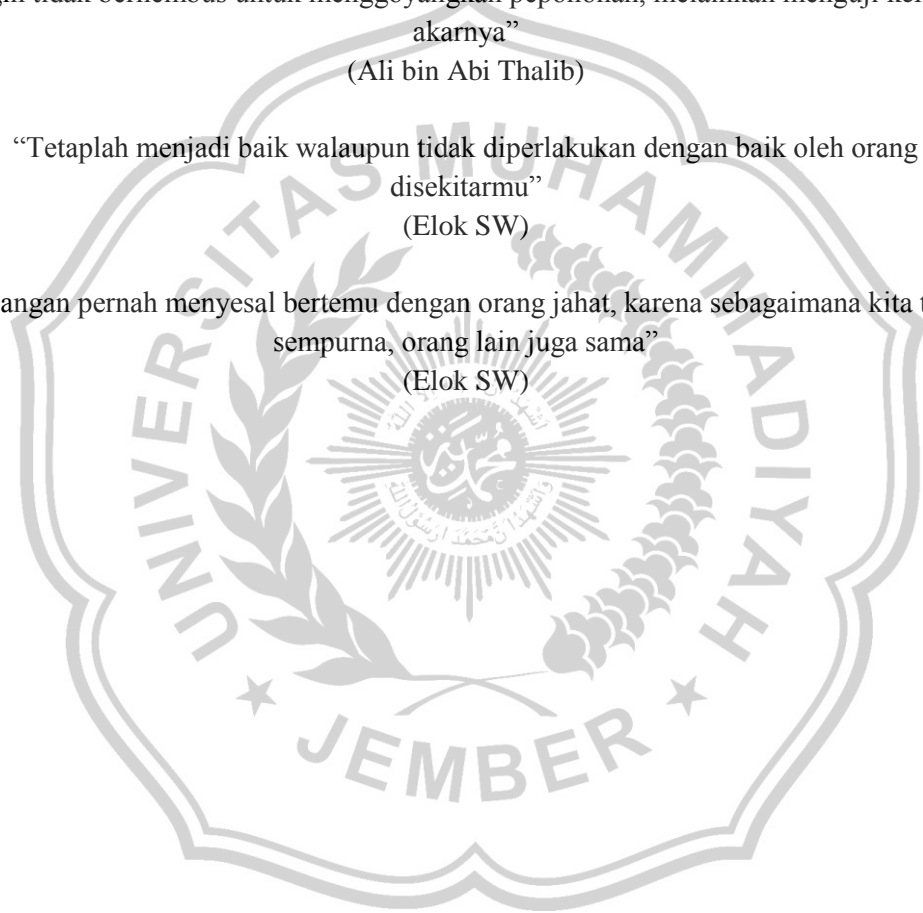 tidak berhembus untuk menggoyangkan pepohonan, melainkan menguji
akarnya”
(Ali bin Abi Thalib)
“Tetaplah menjadi baik walaupun tidak diperlakukan dengan baik oleh orang
disekitarmu”
(Elok SW)
angan pernah menyesal bertemu dengan orang jahat, karena sebagaimana kita
sempurna, orang lain juga sama”
(Elok SW)
UNIVERSITAS MUHAMMADIYAH
JEMBER